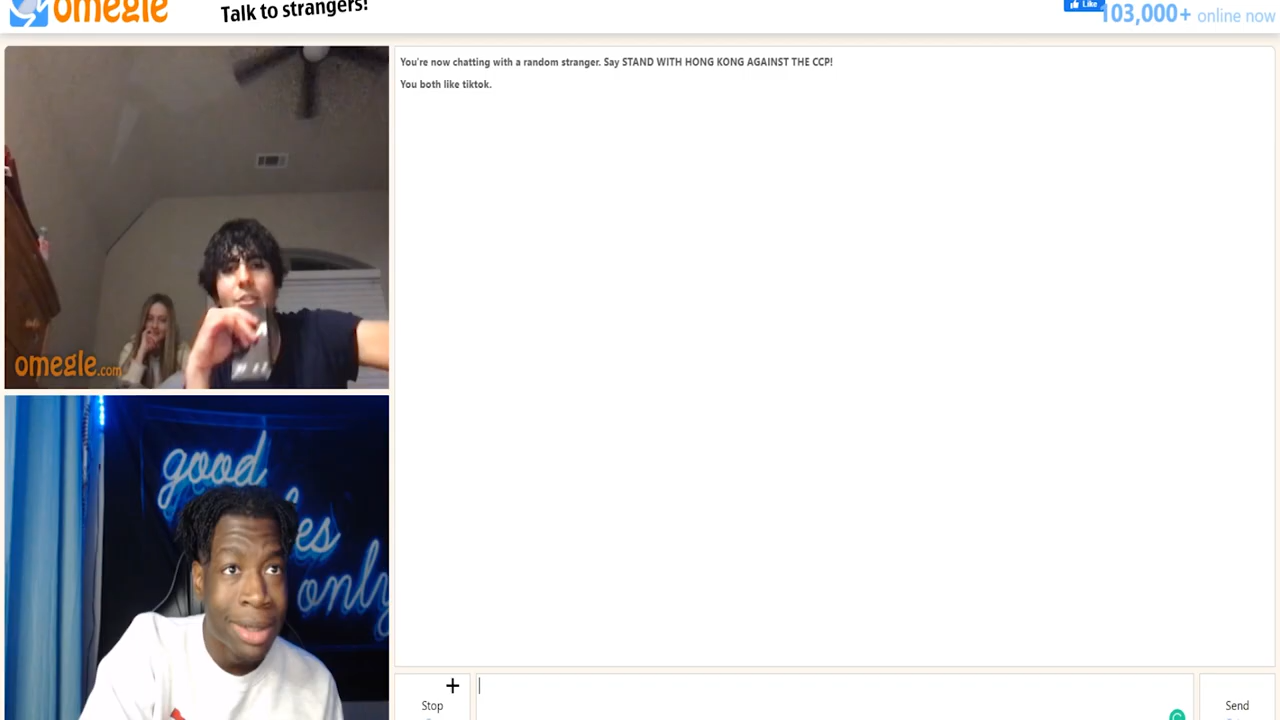 omegle
Talk to strangers!
Like
103,000+ online now
You're now chatting with a random stranger. Say STAND WITH HONG KONG AGAINST THE CCP!
You both like tiktok.
omegle.com
good
only
Stop
Send